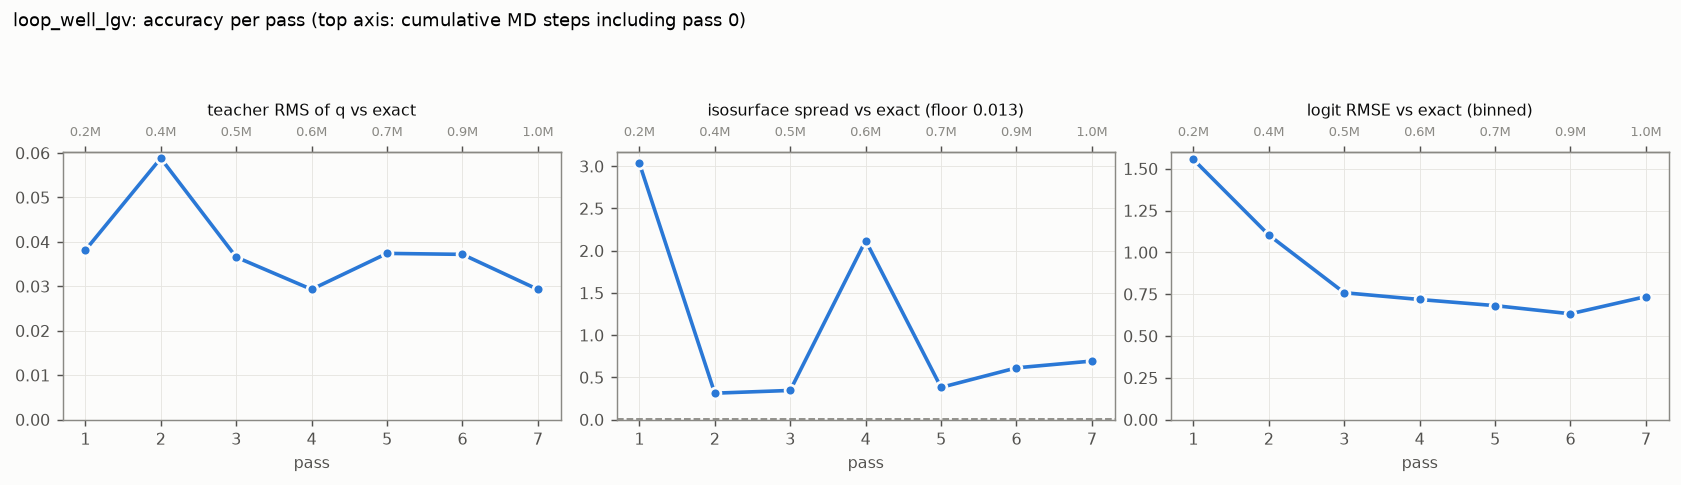 loop_well_lgv: accuracy per pass (top axis: cumulative MD steps including pass 0)
teacher RMS of q vs exact
0.2M 0.4M 0.5M 0.6M 0.7M 0.9M 1.0M
0.06
0.05
0.04
0.03
0.02
0.01
0.00
1 2 3 4 5 6 7
pass
isosurface spread vs exact (floor 0.013)
0.2M 0.4M 0.5M 0.6M 0.7M 0.9M 1.0M
3.0
2.5
2.0
1.5
1.0
0.5
0.0
1 2 3 4 5 6 7
pass
logit RMSE vs exact (binned)
0.2M 0.4M 0.5M 0.6M 0.7M 0.9M 1.0M
1.50
1.25
1.00
0.75
0.50
0.25
0.00
1 2 3 4 5 6 7
pass